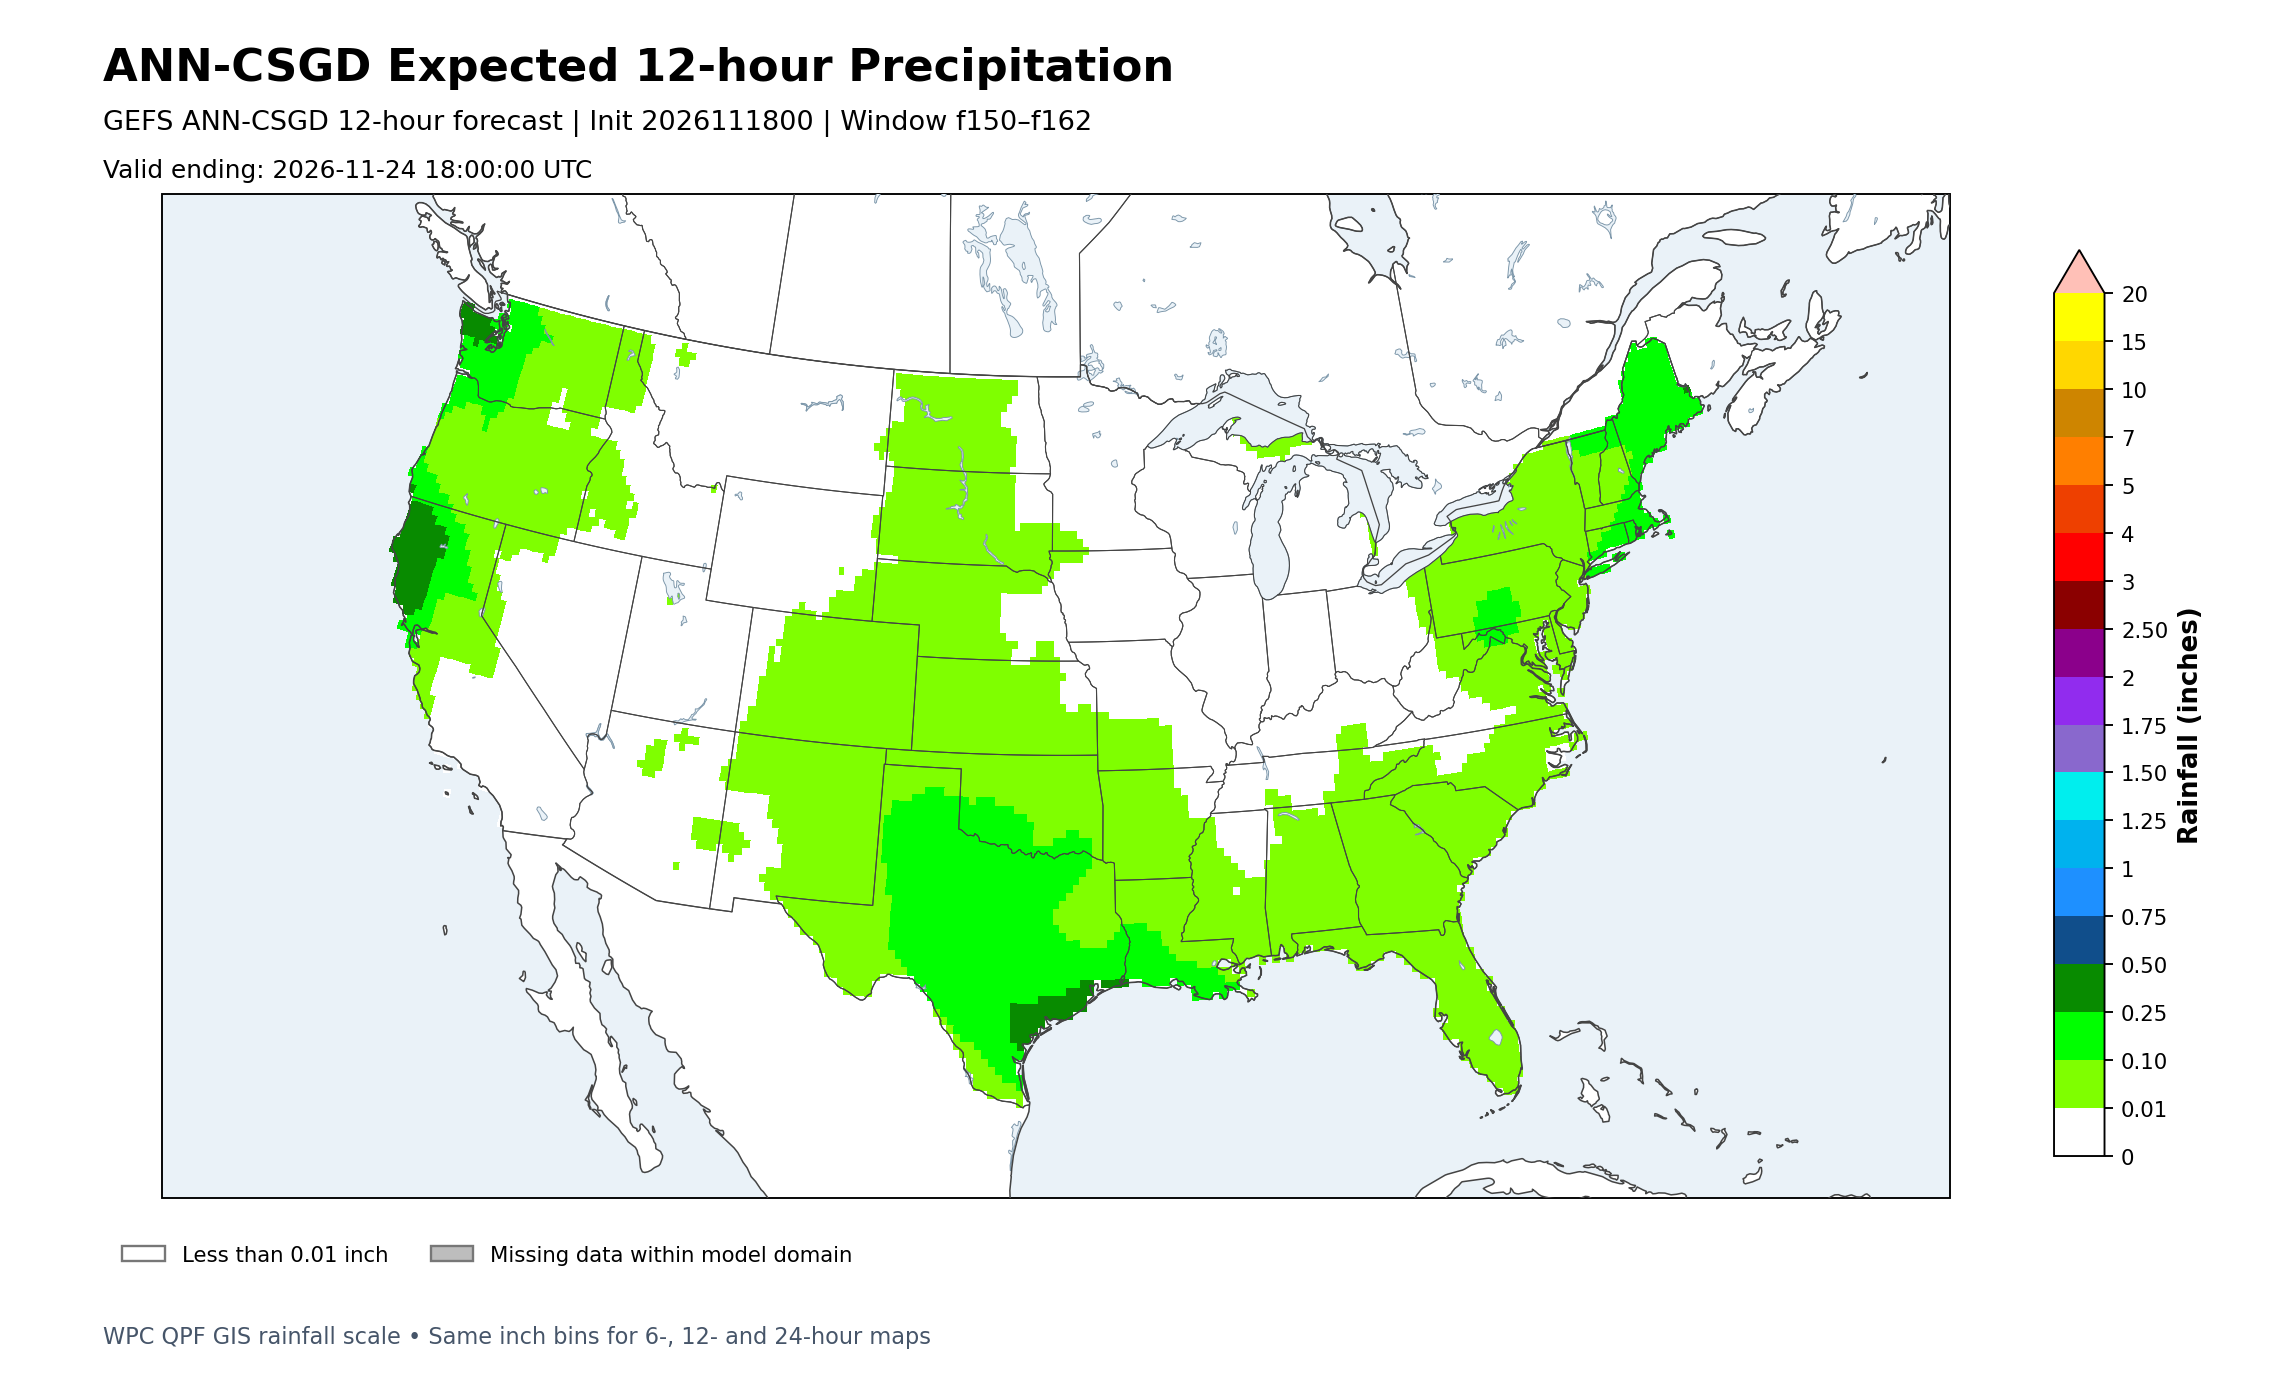 ANN-CSGD Expected 12-hour Precipitation
GEFS ANN-CSGD 12-hour forecast | Init 2026111800 | Window f150–f162
Valid ending: 2026-11-24 18:00:00 UTC
20
15
10
7
5
4
3
2.50
2
1.75
1.50
1.25
1
0.75
0.50
0.25
0.10
0.01
0
Rainfall (inches)
Less than 0.01 inch
Missing data within model domain
WPC QPF GIS rainfall scale • Same inch bins for 6-, 12- and 24-hour maps